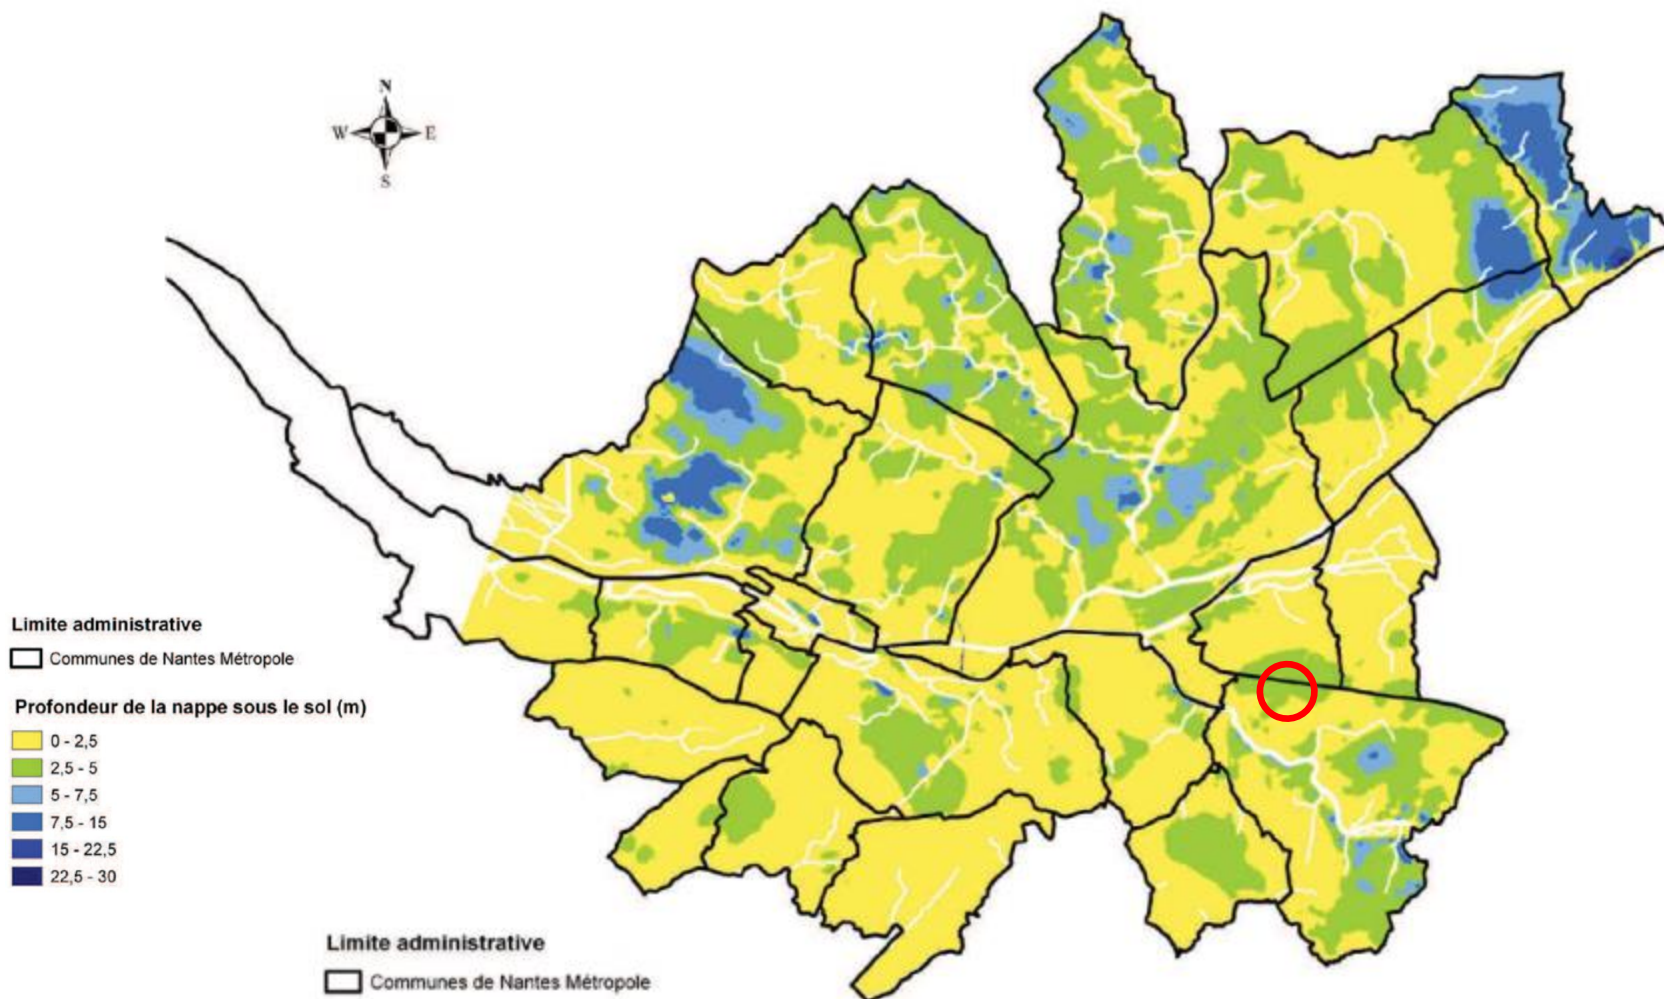 N
W E
S
Limite administrative
Communes de Nantes Métropole
Profondeur de la nappe sous le sol (m)
0 - 2,5
2,5 - 5
5 - 7,5
7,5 - 15
15 - 22,5
22,5 - 30
Limite administrative
Communes de Nantes Métropole